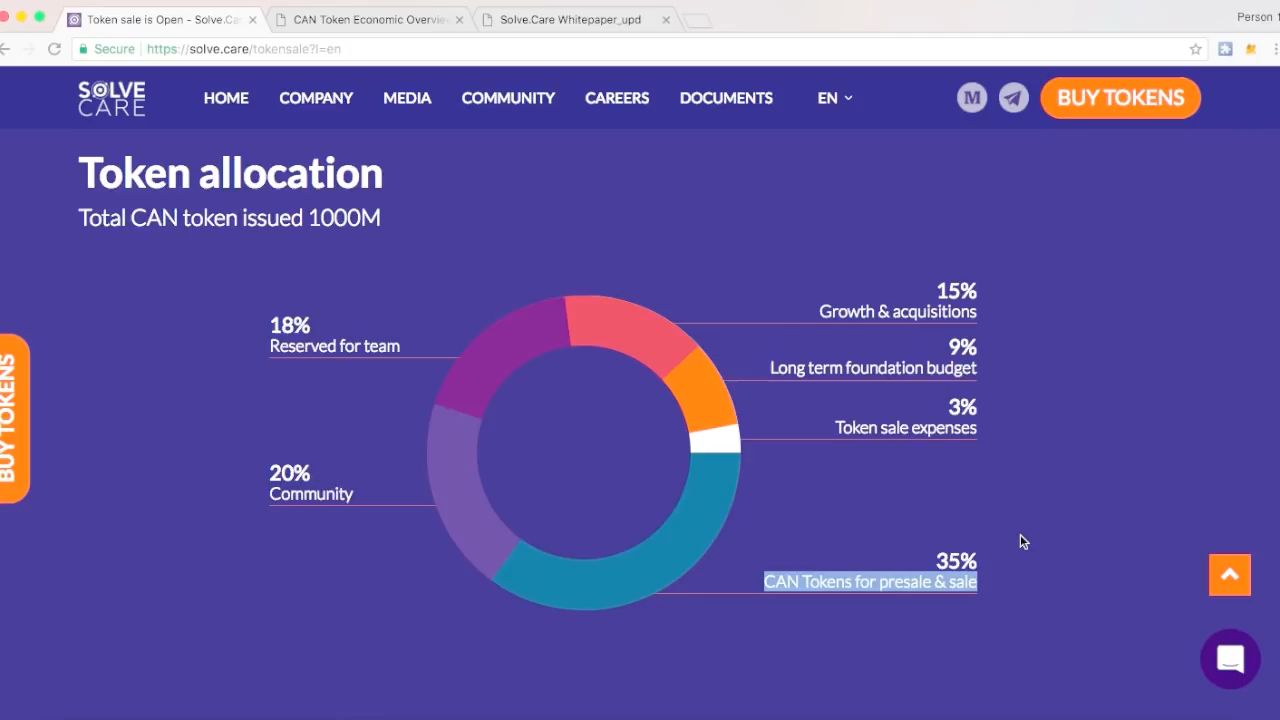 Token sale is Open - Solve.Ca
CAN Token Economic Overvie
Solve.Care Whitepaper_upd
Person 1
Secure
https://solve.care/tokensale?l=en
SOLVE
CARE
HOME
COMPANY
MEDIA
COMMUNITY
CAREERS
DOCUMENTS
EN
M
BUY TOKENS
Token allocation
Total CAN token issued 1000M
15%
Growth & acquisitions
18%
Reserved for team
9%
Long term foundation budget
3%
Token sale expenses
BUY TOKENS
20%
Community
35%
CAN Tokens for presale & sale